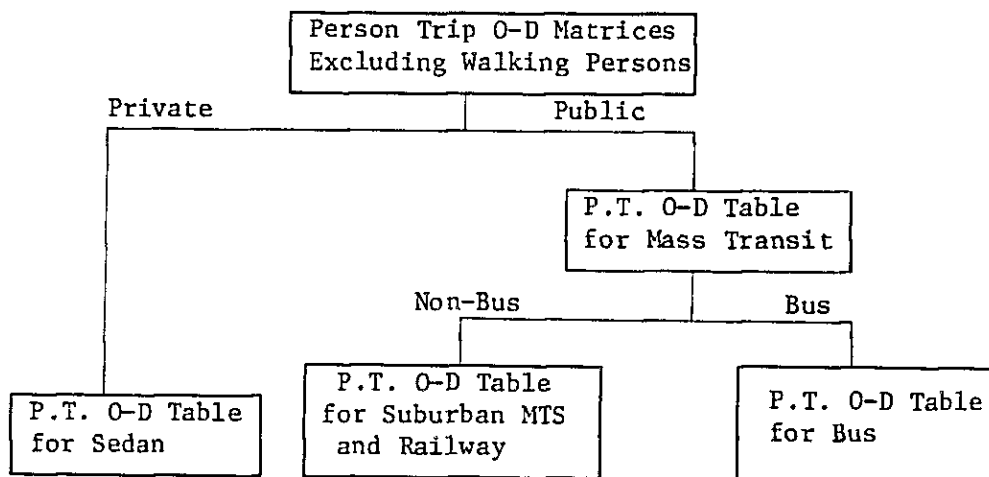 Person Trip O-D Matrices
Excluding Walking Persons
Private
Public
P.T. O-D Table
for Mass Transit
Non-Bus
Bus
P.T. O-D Table
for Sedan
P.T. O-D Table
for Suburban MTS
and Railway
P.T. O-D Table
for Bus